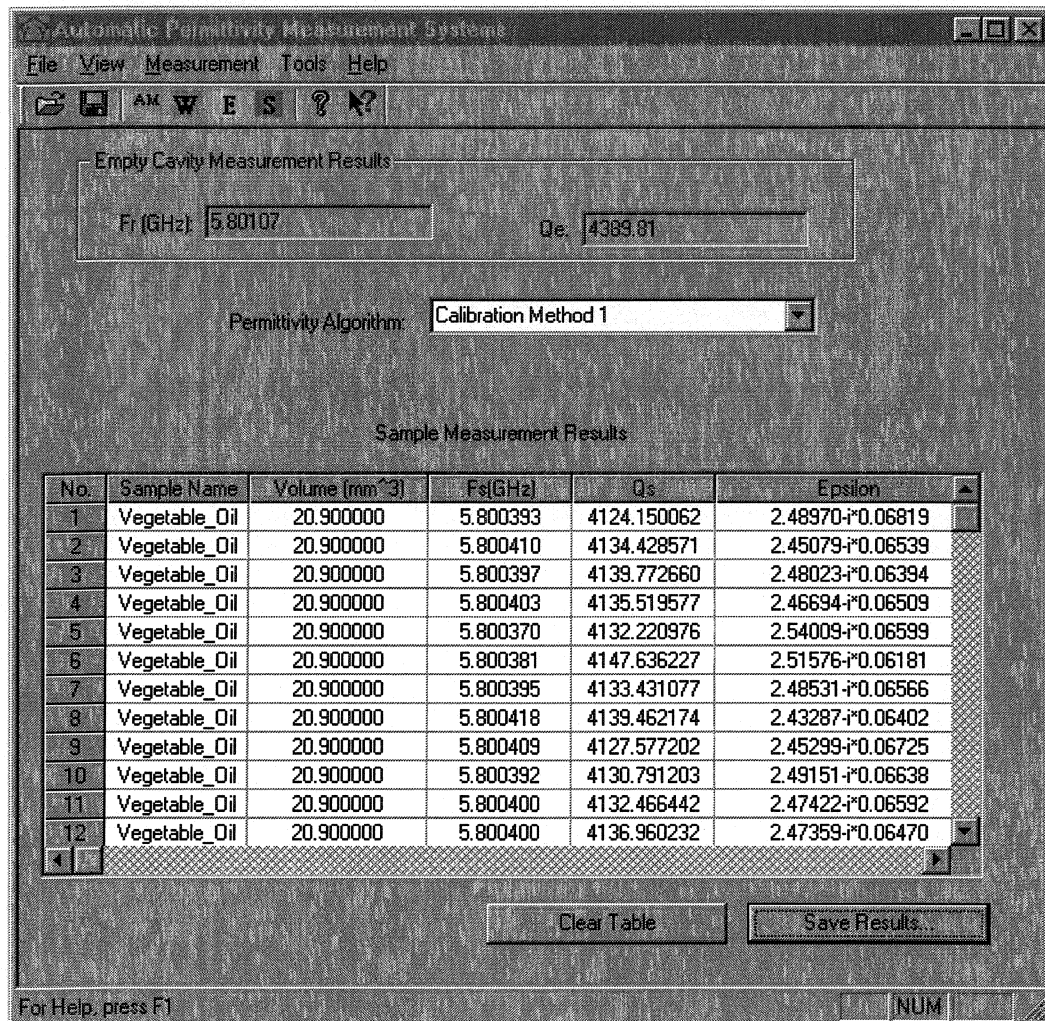 Automatic Permittivity Measurement Systems
File View Measurement Tools Help
AM W E S ? ?
Empty Cavity Measurement Results
Fr (GHz): 5.80107 Qe. 4389.81
Permittivity Algorithm: Calibration Method 1
Sample Measurement Results
No. Sample Name Volume (mm^3) Fs(GHz) Qs Epsilon
1 Vegetable_Oil 20.900000 5.800393 4124.150062 2.48970-i*0.06819
2 Vegetable_Oil 20.900000 5.800410 4134.428571 2.45079-i*0.06539
3 Vegetable_Oil 20.900000 5.800397 4139.772660 2.48023-i*0.06394
4 Vegetable_Oil 20.900000 5.800403 4135.519577 2.46694-i*0.06509
5 Vegetable_Oil 20.900000 5.800370 4132.220976 2.54009-i*0.06599
6 Vegetable_Oil 20.900000 5.800381 4147.636227 2.51576-i*0.06181
7 Vegetable_Oil 20.900000 5.800395 4133.431077 2.48531-i*0.06566
8 Vegetable_Oil 20.900000 5.800418 4139.462174 2.43287-i*0.06402
9 Vegetable_Oil 20.900000 5.800409 4127.577202 2.45299-i*0.06725
10 Vegetable_Oil 20.900000 5.800392 4130.791203 2.49151-i*0.06638
11 Vegetable_Oil 20.900000 5.800400 4132.466442 2.47422-i*0.06592
12 Vegetable_Oil 20.900000 5.800400 4136.960232 2.47359-i*0.06470
Clear Table Save Results...
For Help, press F1 NUM